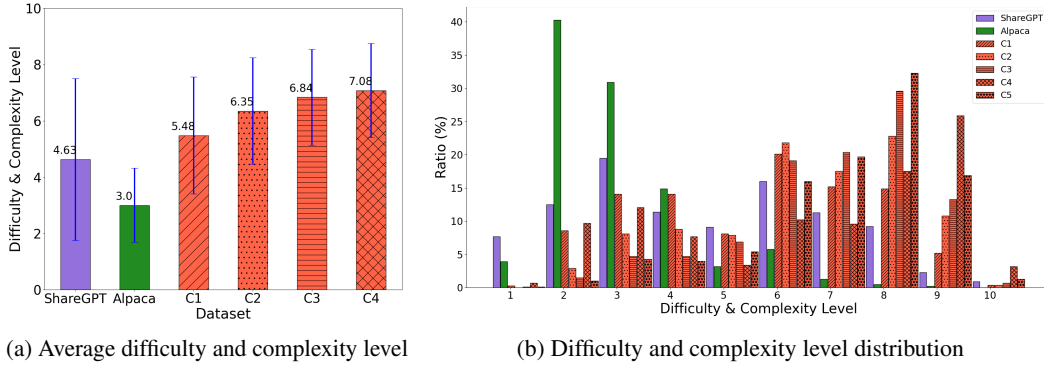 10
8
6
4
2
0
Difficulty & Complexity Level
4.63
3.0
5.48
6.35
6.84
7.08
ShareGPT Alpaca C1 C2 C3 C4
Dataset
(a) Average difficulty and complexity level
40
35
30
25
20
15
10
5
0
Ratio (%)
ShareGPT
Alpaca
C1
C2
C3
C4
C5
1 2 3 4 5 6 7 8 9 10
Difficulty & Complexity Level
(b) Difficulty and complexity level distribution